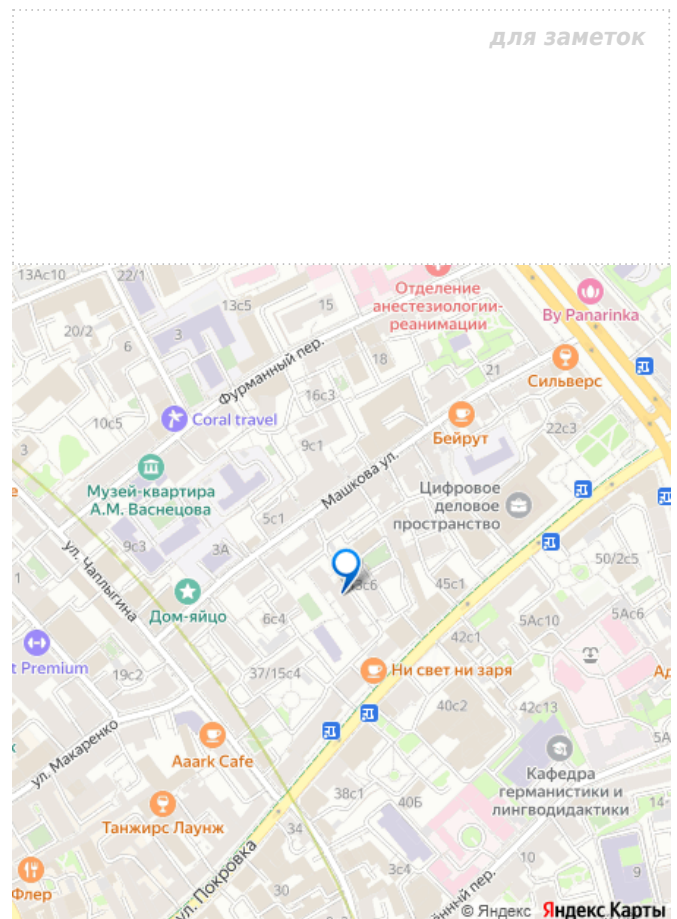 для заметок
13Ас10
22/1
Отделение
анестезиологии-
реанимации
13с5
15
By Panarinka
20/2
3
6
Фурманный пер.
18
21
Сильверс
16с3
10с5
Coral travel
Бейрут
22с3
3
9с1
Музей-квартира
А.М. Васнецова
Машкова ул.
Цифровое
деловое
пространство
5с1
9с3
3А
ул. Чаплыгина
50/2с5
1
Дом-яйцо
45с1
6с4
5Ас10
5Ас6
42с1
t Premium
Ни свет ни заря
19с2
37/15с4
40с2
42с13
ул. Макаренко
Aaark Cafe
5А
Кафедра
германистики и
лингводидактики
38с1
40Б
14-
Танжирс Лаунж
34
3с4
10
9
Флер
30
ул. Покровка
ённый пер.
© Яндекс Яндекс Карты